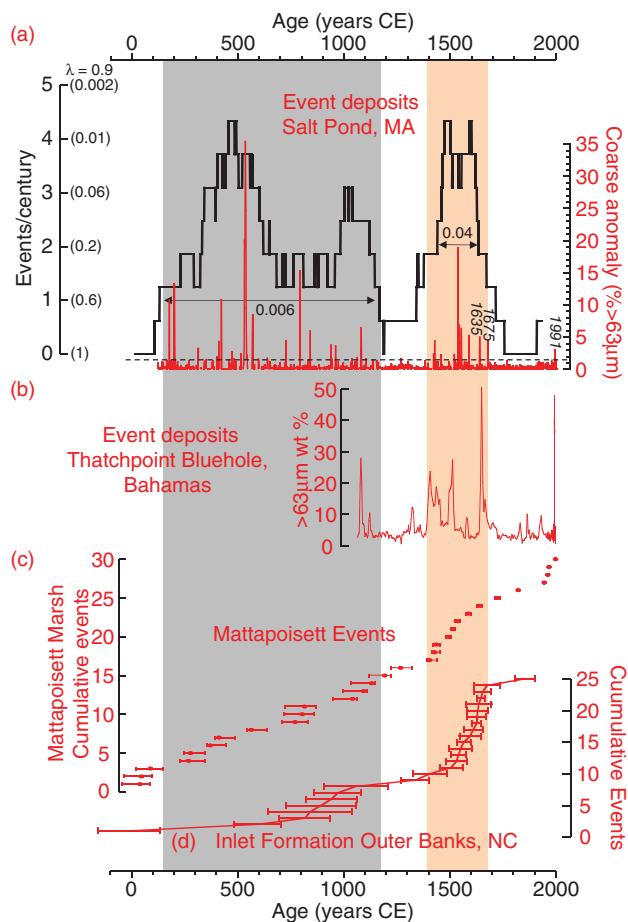 Age (years CE)
0 500 1000 1500 2000
(a)
λ = 0.9
5 (0.002)
4 (0.01)
3 (0.06)
2 (0.2)
1 (0.6)
0 (1)
Events/century
Event deposits
Salt Pond, MA
0.006
0.04
1635
1675
1991
35
30
25
20
15
10
5
0
Coarse anomaly (%>63μm)
(b)
Event deposits
Thatchpoint Bluehole,
Bahamas
50
40
30
20
10
0
>63μm wt %
(c)
30
25
20
15
10
5
0
Mattapoisett Marsh
Cumulative events
Mattapoisett Events
25
20
15
10
5
0
Cuumulative Events
(d) Inlet Formation Outer Banks, NC
0 500 1000 1500 2000
Age (years CE)